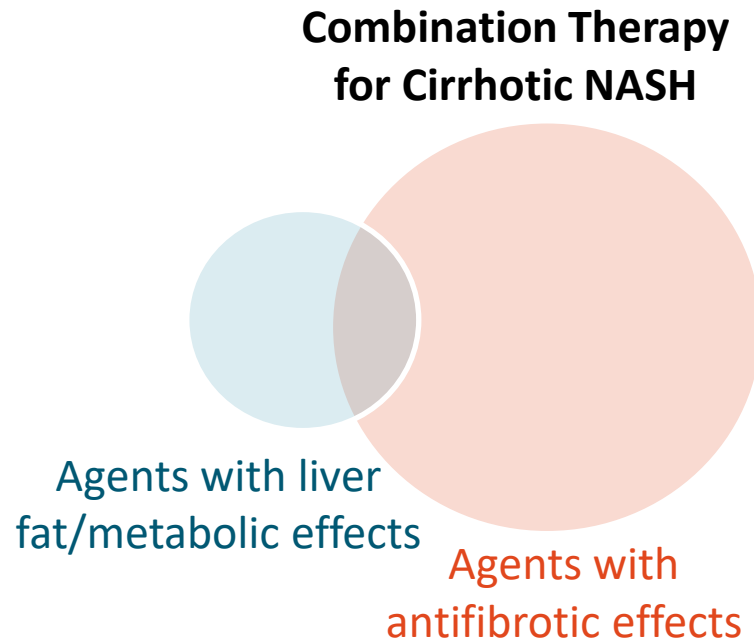 Combination Therapy
for Cirrhotic NASH
Agents with liver
fat/metabolic effects
Agents with
antifibrotic effects